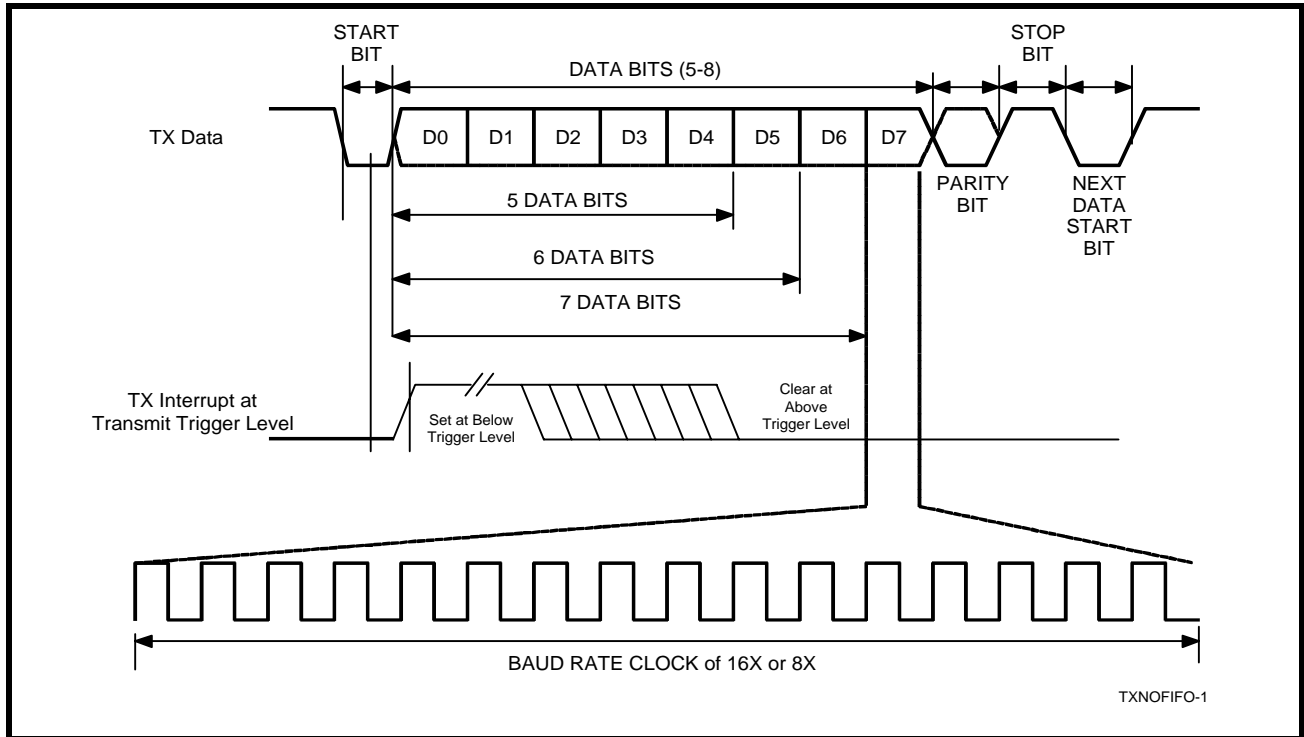 START
BIT
DATA BITS (5-8)
STOP
BIT
TX Data
D0
D1
D2
D3
D4
D5
D6
D7
PARITY
BIT
NEXT
DATA
START
BIT
5 DATA BITS
6 DATA BITS
7 DATA BITS
TX Interrupt at
Transmit Trigger Level
Set at Below
Trigger Level
Clear at
Above
Trigger Level
BAUD RATE CLOCK of 16X or 8X
TXNOFIFO-1